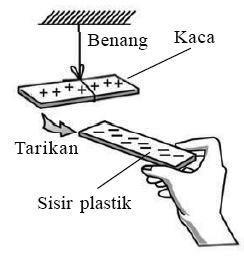 Benang
Kaca
+ + + + + + +
Tarikan
− − − − − − − −
Sisir plastik